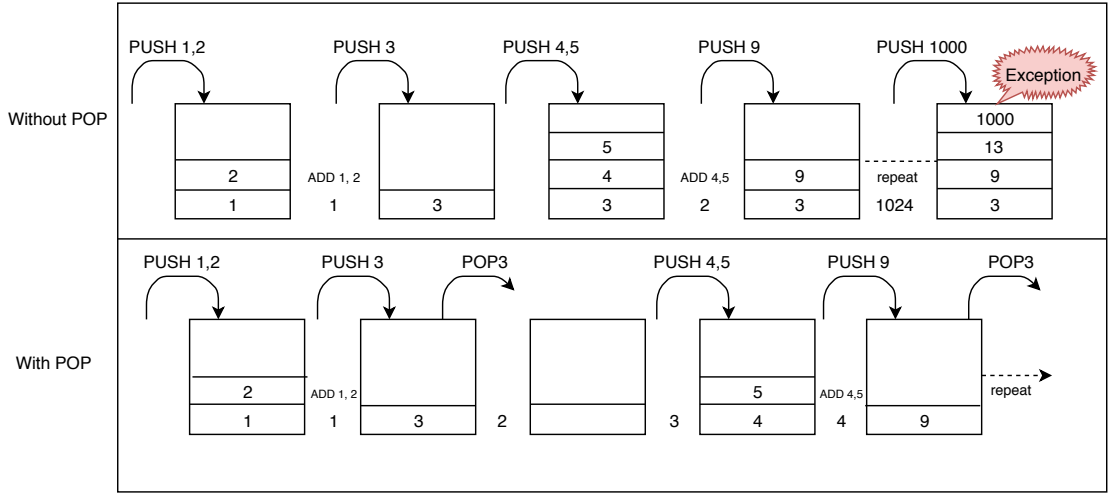 PUSH 1,2
PUSH 3
PUSH 4,5
PUSH 9
PUSH 1000
Exception
Without POP
1000
5
13
2
ADD 1, 2
4
ADD 4,5
9
repeat
9
1
1
3
3
2
3
1024
3
PUSH 1,2
PUSH 3
POP3
PUSH 4,5
PUSH 9
POP3
With POP
2
ADD 1, 2
5
ADD 4,5
repeat
1
1
3
2
3
4
4
9